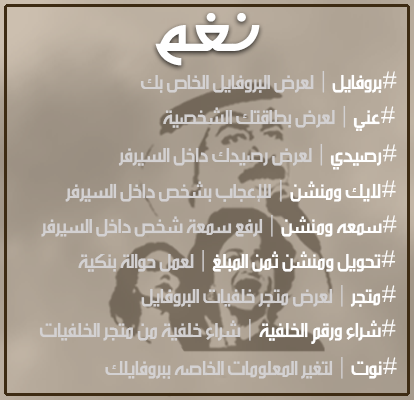 نغم
#بروفايل | لعرض البروفايل الخاص بك
#عني | لعرض بطاقتك الشخصية
#رصيدي | لعرض رصيدك داخل السيرفر
#لايك ومنشن | للإعجاب بشخص داخل السيرفر
#سمعه ومنشن | لرفع سمعة شخص داخل السيرفر
#تحويل ومنشن ثمن المبلغ | لعمل حوالة بنكية
#متجر | لعرض متجر خلفيات البروفايل
#شراء ورقم الخلفية | شراء خلفية من متجر الخلفيات
#نوت | لتغير المعلومات الخاصه ببروفايلك